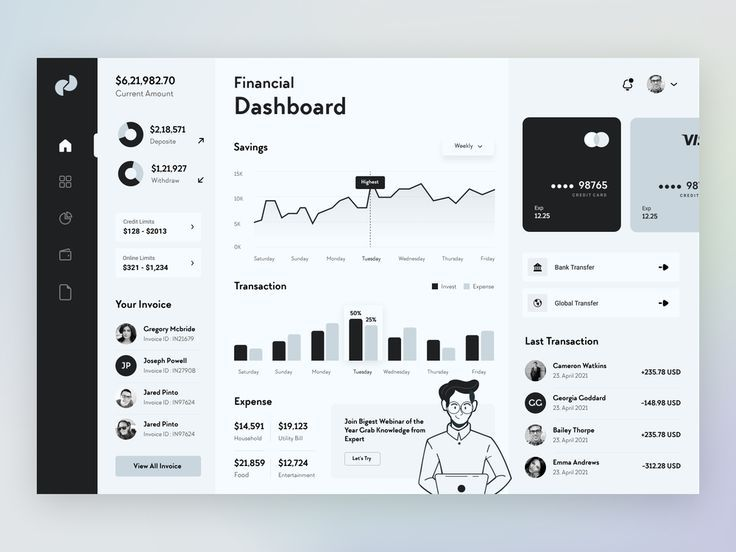 $6,21,982.70
Current Amount
$2,18,571
Deposite
$1,21,927
Withdraw
Credit Limits
$128 - $2013
Online Limits
$321 - $1,234
Your Invoice
Gregory Mcbride
Invoice ID : IN21679
JP
Joseph Powell
Invoice ID : IN2790B
Jared Pinto
Invoice ID : IN97624
Jared Pinto
Invoice ID : IN97624
View All Invoice
Financial
Dashboard
Savings
Weekly
Highest
15K
10K
5K
0K
Saturday Sunday Monday Tuesday Wednesday Thursday Friday
Transaction
Invest Expense
50%
25%
Saturday Sunday Monday Tuesday Wednesday Thursday Friday
Expense
$14,591 $19,123
Household Utility Bill
$21,859 $12,724
Food Entertainment
Join Bigest Webinar of the
Year Grab Knowledge from
Expert
Let's Try
•••• 98765
CREDIT CARD
Exp
12.25
VIS
•••• 987
Exp
12.25
Bank Transfer
Global Transfer
Last Transaction
Cameron Watkins
23. April 2021
+235.78 USD
GG
Georgia Goddard
23. April 2021
-148.98 USD
Bailey Thorpe
23. April 2021
+235.78 USD
Emma Andrews
23. April 2021
-312.28 USD